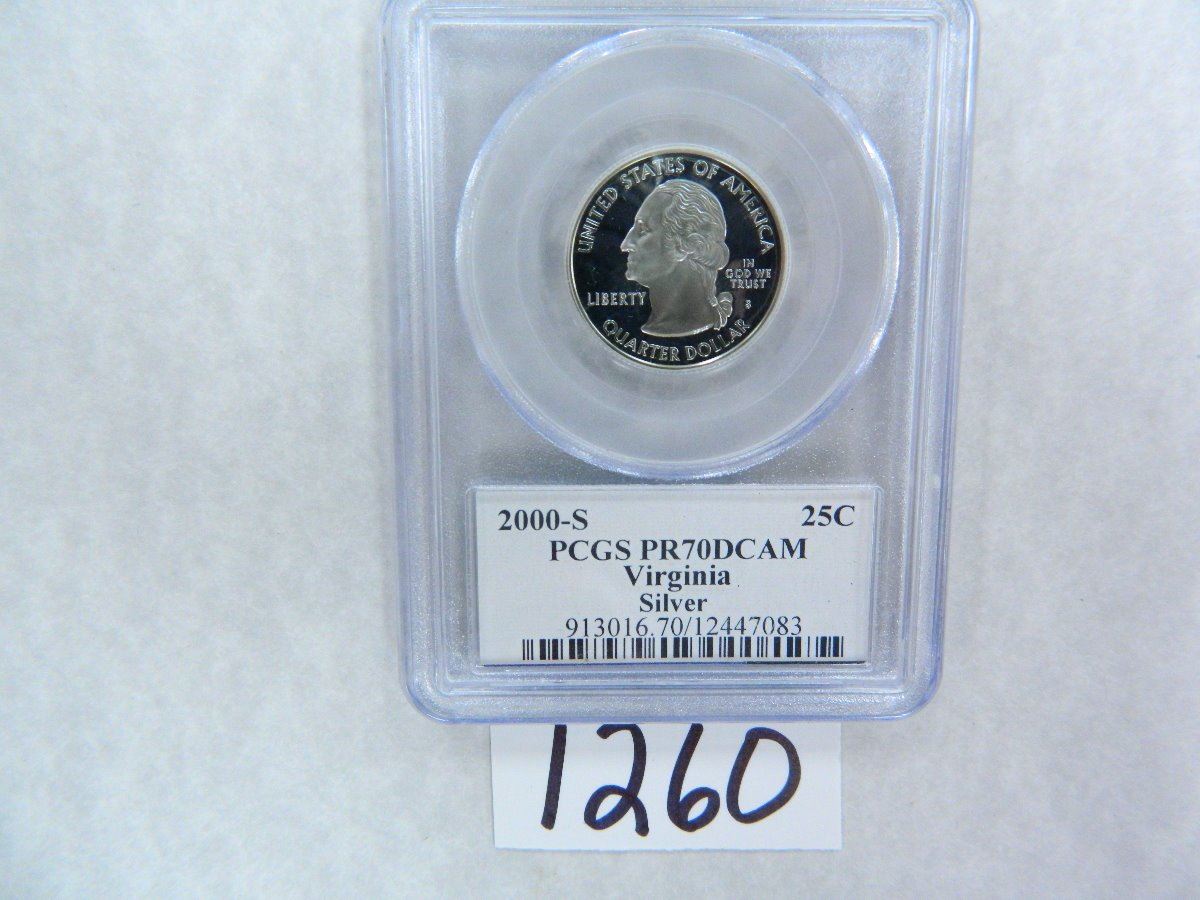 UNITED STATES OF AMERICA
IN
GOD WE
TRUST
LIBERTY
S
QUARTER DOLLAR
2000-S 25C
PCGS PR70DCAM
Virginia
Silver
913016.70/12447083
1260